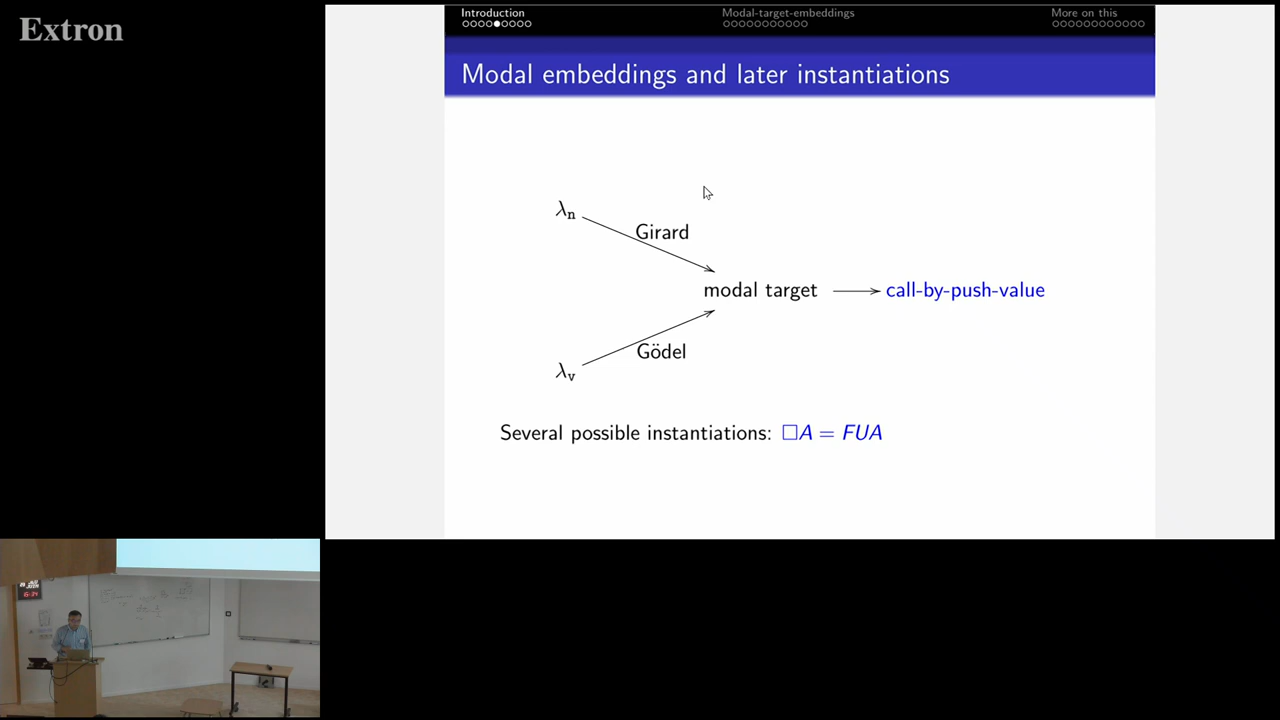 Extron
Introduction
Modal-target-embeddings
More on this
Modal embeddings and later instantiations
λn
Girard
modal target
call-by-push-value
Gödel
λv
Several possible instantiations: □A = FUA